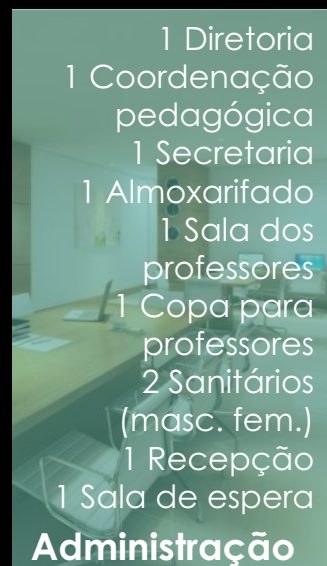 1 Diretoria
1 Coordenação
pedagógica
1 Secretaria
1 Almoxarifado
1 Sala dos
professores
1 Copa para
professores
2 Sanitários
(masc. fem.)
1 Recepção
1 Sala de espera
Administração